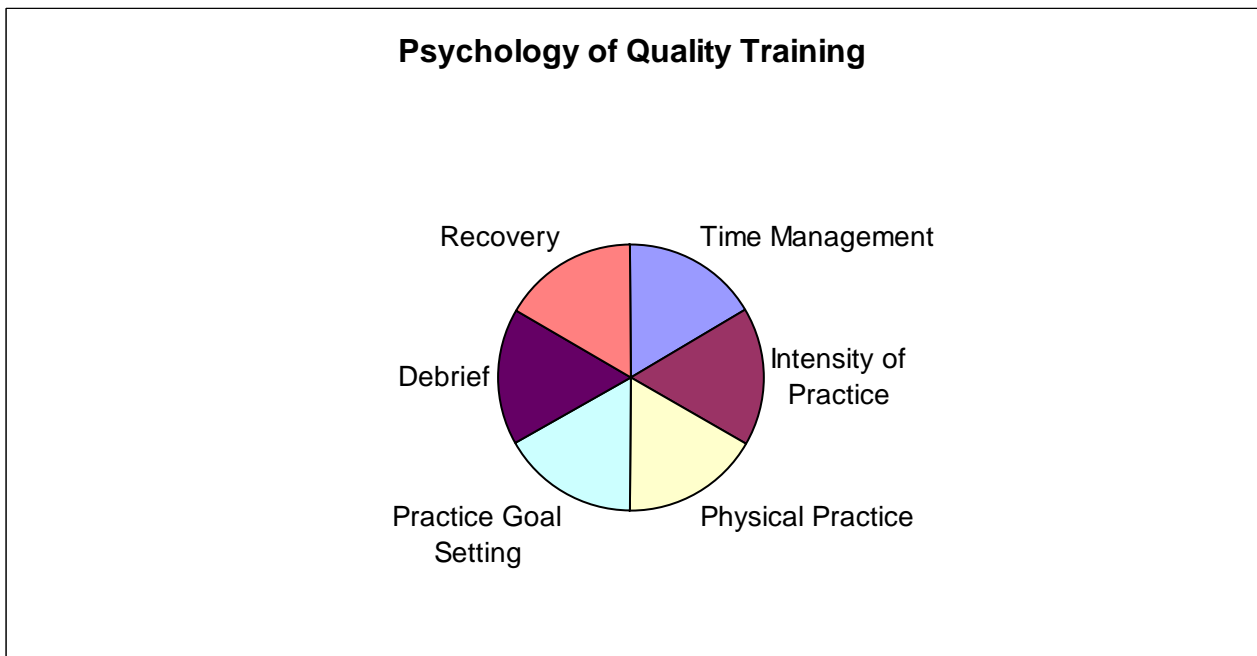 Psychology of Quality Training
Recovery
Time Management
Debrief
Intensity of
Practice
Practice Goal
Setting
Physical Practice